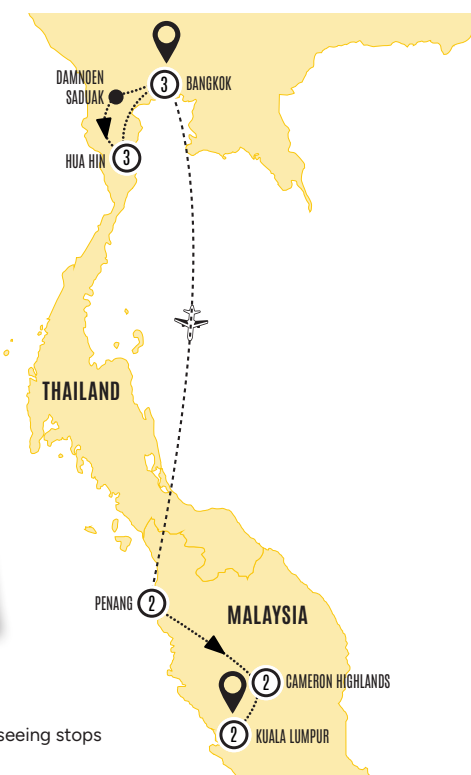 DAMNOEN
SADUAK
3
BANGKOK
HUA HIN
3
THAILAND
PENANG
2
MALAYSIA
2
CAMERON HIGHLANDS
2
KUALA LUMPUR
seeing stops